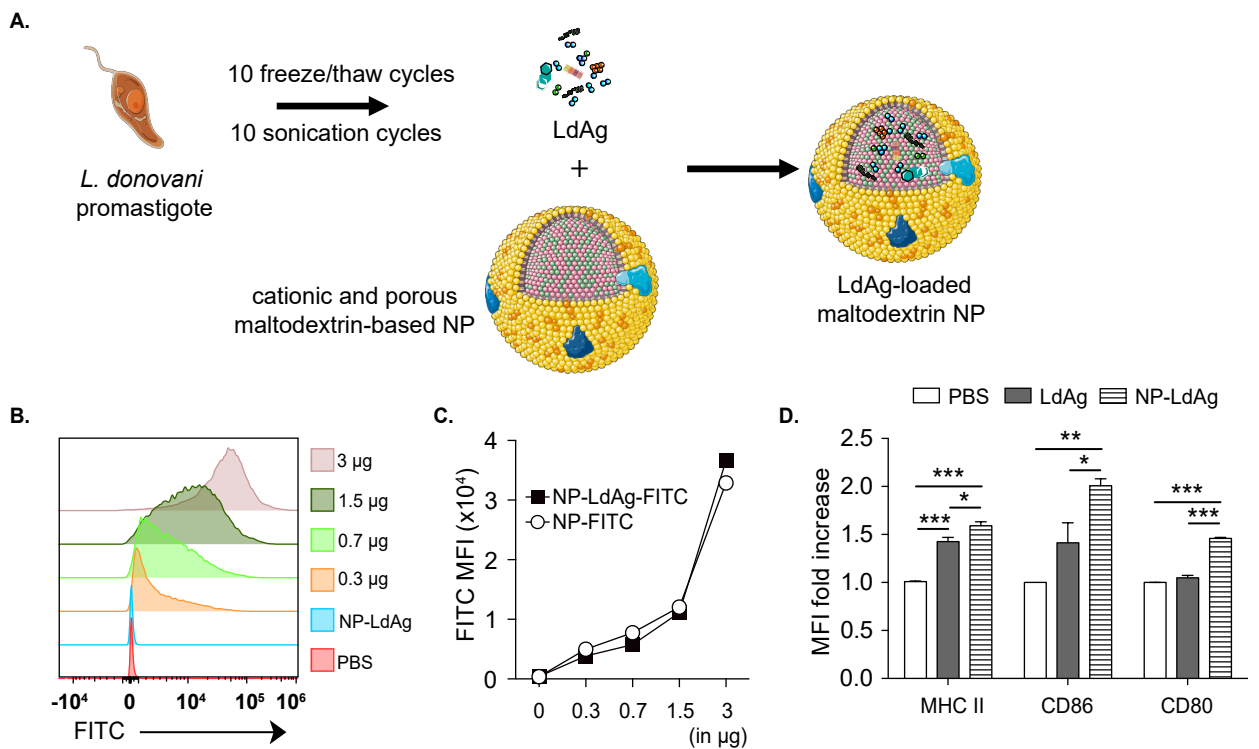 A.
10 freeze/thaw cycles
10 sonication cycles
L. donovani
promastigote
LdAg
+
cationic and porous
maltodextrin-based NP
LdAg-loaded
maltodextrin NP
B.
3 µg
1.5 µg
0.7 µg
0.3 µg
NP-LdAg
PBS
-10⁴ 0 10⁴ 10⁵ 10⁶
FITC
C.
FITC MFI (x10⁴)
4
3
2
1
0
NP-LdAg-FITC
NP-FITC
0 0.3 0.7 1.5 3
(in µg)
D.
PBS LdAg NP-LdAg
MFI fold increase
2.5
2.0
1.5
1.0
0.5
0.0
***
*
***
**
*
***
***
MHC II CD86 CD80